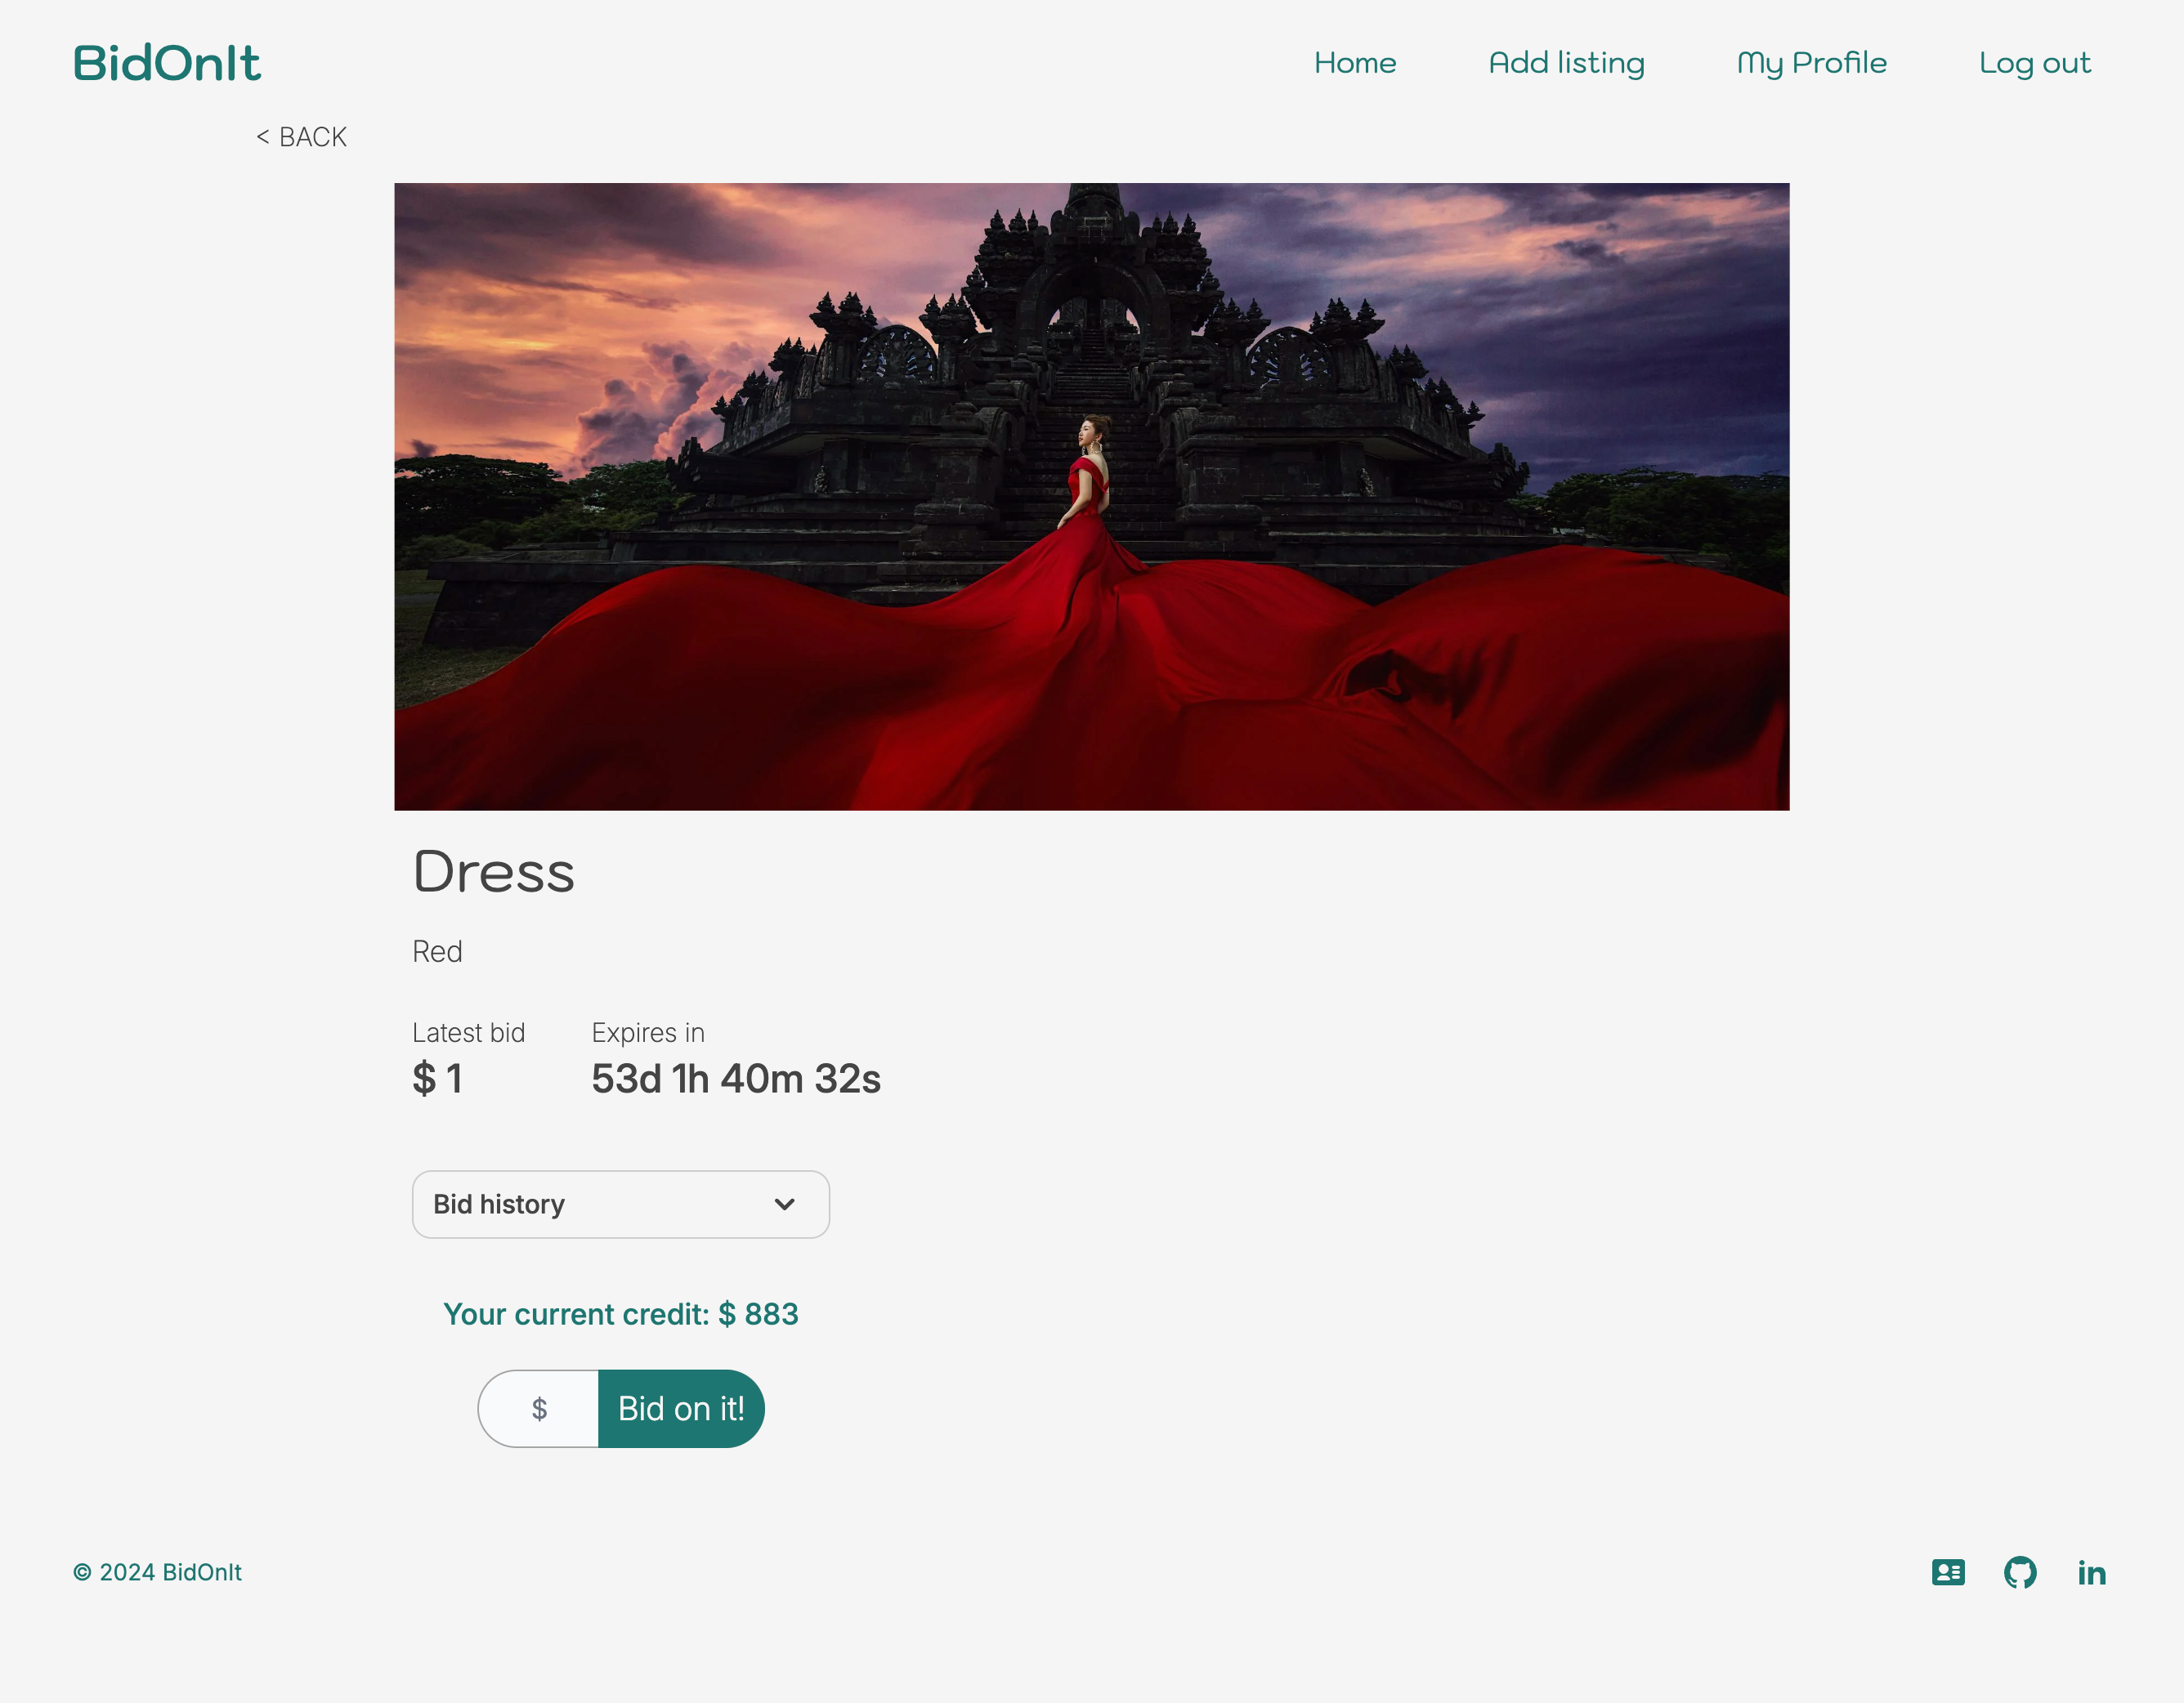 BidOnIt
Home Add listing My Profile Log out
< BACK
Dress
Red
Latest bid Expires in
$ 1 53d 1h 40m 32s
Bid history
Your current credit: $ 883
$ Bid on it!
© 2024 BidOnIt
in